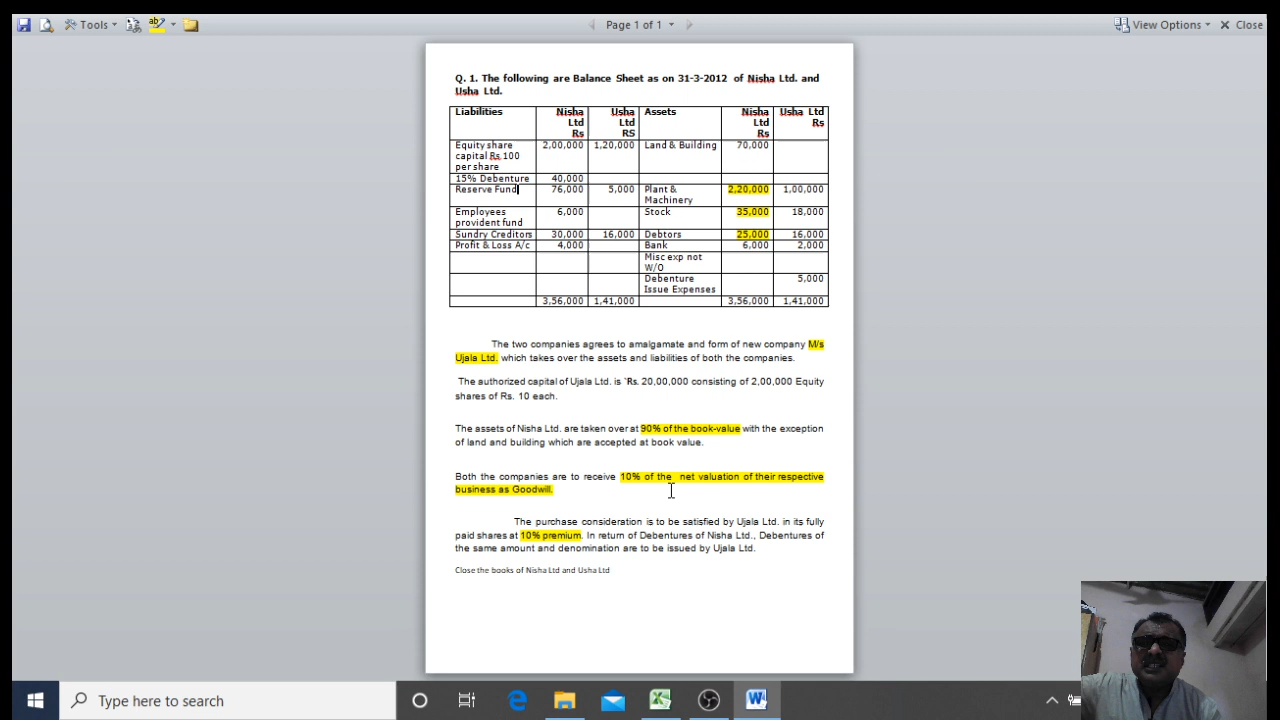 Tools
Page 1 of 1
View Options
Close
Q. 1. The following are Balance Sheet as on 31-3-2012 of Nisha Ltd. and
Usha Ltd.
Liabilities Nisha Ltd Rs Usha Ltd RS Assets Nisha Ltd Rs Usha Ltd Rs
Equity share capital Rs.100 per share 2,00,000 1,20,000 Land & Building 70,000
15% Debenture 40,000
Reserve Fund 76,000 5,000 Plant & Machinery 2,20,000 1,00,000
Employees provident fund 6,000 Stock 35,000 18,000
Sundry Creditors 30,000 16,000 Debtors 25,000 16,000
Profit & Loss A/c 4,000 Bank 6,000 2,000
Misc exp not W/O
Debenture Issue Expenses 5,000
3,56,000 1,41,000 3,56,000 1,41,000
The two companies agrees to amalgamate and form of new company M/s
Ujala Ltd. which takes over the assets and liabilities of both the companies.
The authorized capital of Ujala Ltd. is `Rs. 20,00,000 consisting of 2,00,000 Equity
shares of Rs. 10 each.
The assets of Nisha Ltd. are taken over at 90% of the book-value with the exception
of land and building which are accepted at book value.
Both the companies are to receive 10% of the net valuation of their respective
business as Goodwill.
The purchase consideration is to be satisfied by Ujala Ltd. in its fully
paid shares at 10% premium. In return of Debentures of Nisha Ltd., Debentures of
the same amount and denomination are to be issued by Ujala Ltd.
Close the books of Nisha Ltd and Usha Ltd
Type here to search